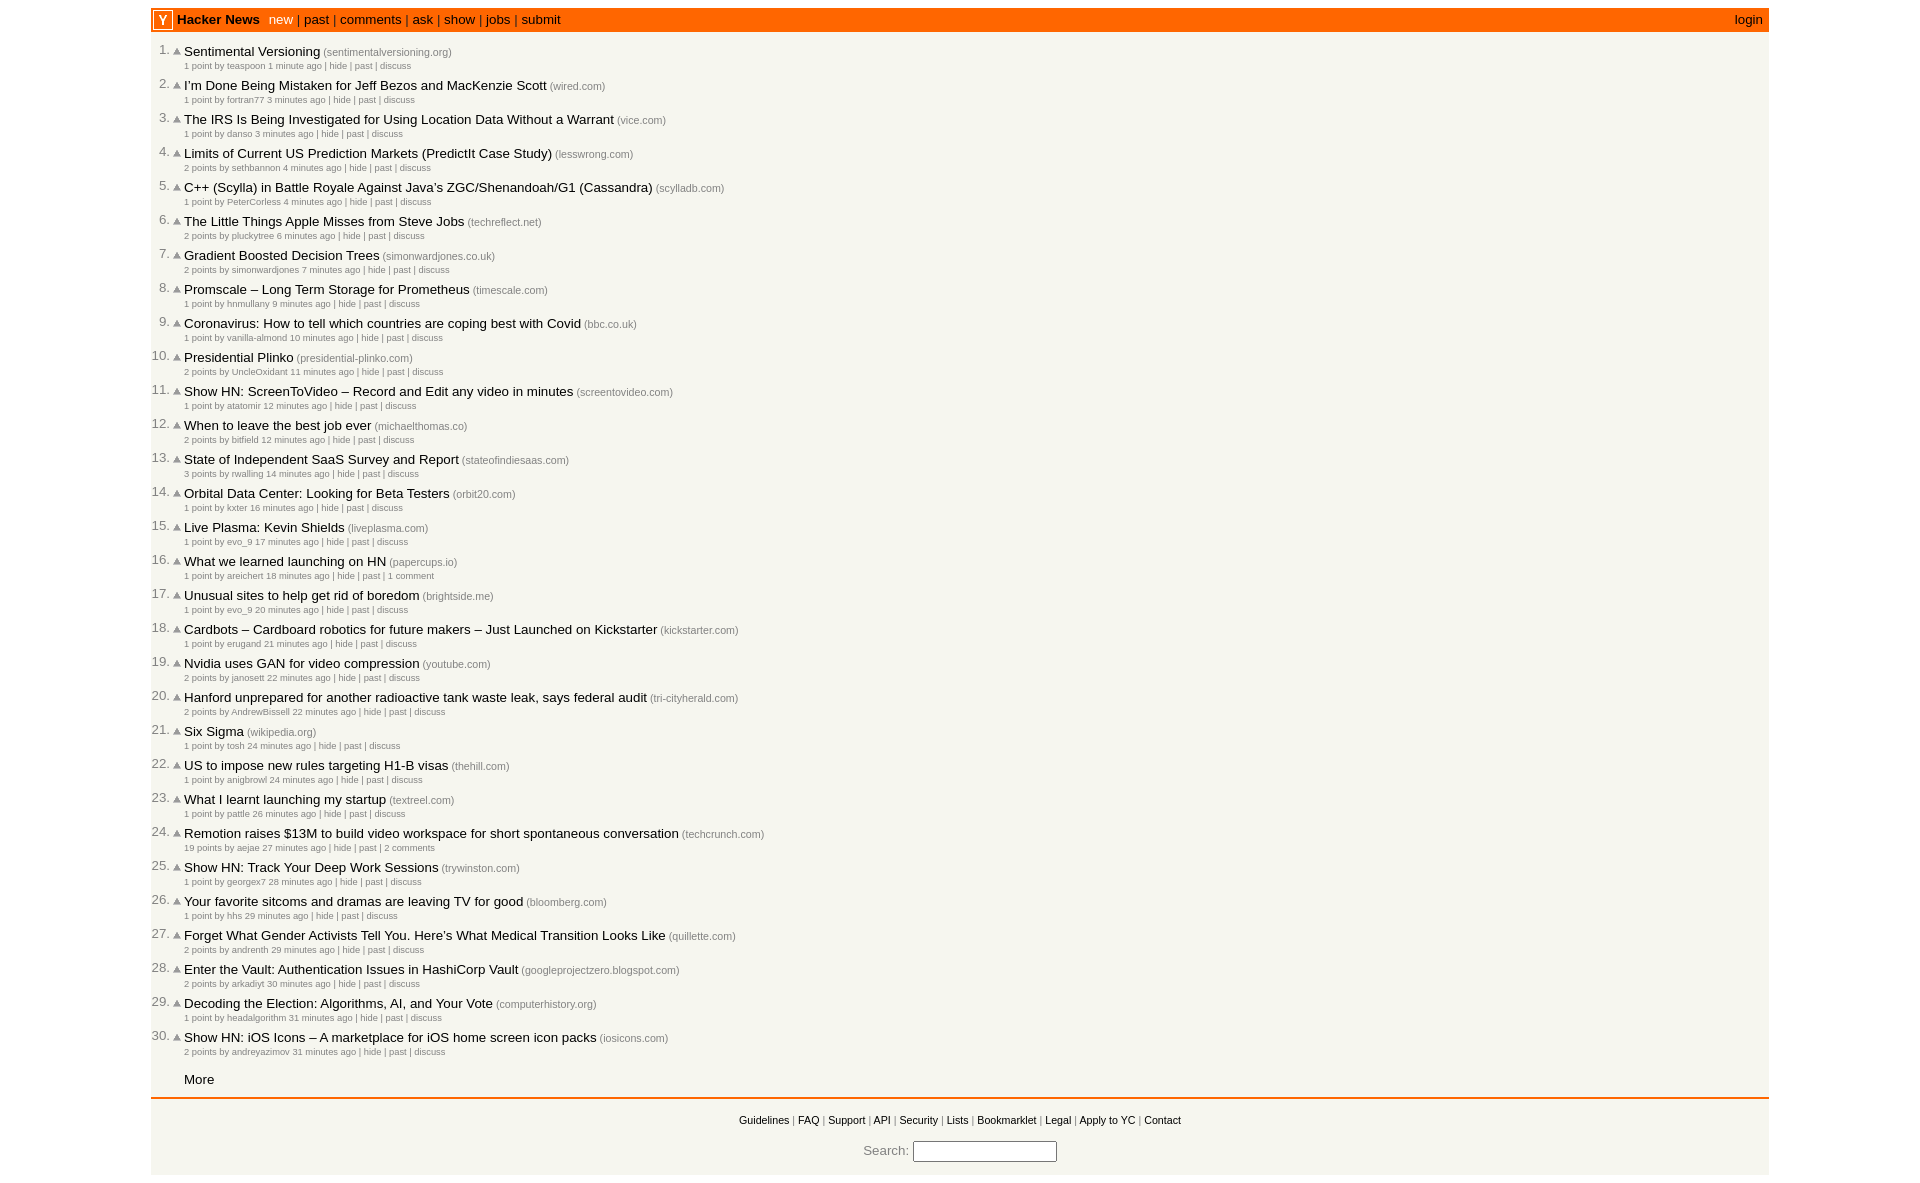 Y Hacker News new | past | comments | ask | show | jobs | submit login
1. Sentimental Versioning (sentimentalversioning.org)
1 point by teaspoon 1 minute ago | hide | past | discuss
2. I’m Done Being Mistaken for Jeff Bezos and MacKenzie Scott (wired.com)
1 point by fortran77 3 minutes ago | hide | past | discuss
3. The IRS Is Being Investigated for Using Location Data Without a Warrant (vice.com)
1 point by danso 3 minutes ago | hide | past | discuss
4. Limits of Current US Prediction Markets (PredictIt Case Study) (lesswrong.com)
2 points by sethbannon 4 minutes ago | hide | past | discuss
5. C++ (Scylla) in Battle Royale Against Java’s ZGC/Shenandoah/G1 (Cassandra) (scylladb.com)
1 point by PeterCorless 4 minutes ago | hide | past | discuss
6. The Little Things Apple Misses from Steve Jobs (techreflect.net)
2 points by pluckytree 6 minutes ago | hide | past | discuss
7. Gradient Boosted Decision Trees (simonwardjones.co.uk)
2 points by simonwardjones 7 minutes ago | hide | past | discuss
8. Promscale – Long Term Storage for Prometheus (timescale.com)
1 point by hnmullany 9 minutes ago | hide | past | discuss
9. Coronavirus: How to tell which countries are coping best with Covid (bbc.co.uk)
1 point by vanilla-almond 10 minutes ago | hide | past | discuss
10. Presidential Plinko (presidential-plinko.com)
2 points by UncleOxidant 11 minutes ago | hide | past | discuss
11. Show HN: ScreenToVideo – Record and Edit any video in minutes (screentovideo.com)
1 point by atatomir 12 minutes ago | hide | past | discuss
12. When to leave the best job ever (michaelthomas.co)
2 points by bitfield 12 minutes ago | hide | past | discuss
13. State of Independent SaaS Survey and Report (stateofindiesaas.com)
3 points by rwalling 14 minutes ago | hide | past | discuss
14. Orbital Data Center: Looking for Beta Testers (orbit20.com)
1 point by kxter 16 minutes ago | hide | past | discuss
15. Live Plasma: Kevin Shields (liveplasma.com)
1 point by evo_9 17 minutes ago | hide | past | discuss
16. What we learned launching on HN (papercups.io)
1 point by areichert 18 minutes ago | hide | past | 1 comment
17. Unusual sites to help get rid of boredom (brightside.me)
1 point by evo_9 20 minutes ago | hide | past | discuss
18. Cardbots – Cardboard robotics for future makers – Just Launched on Kickstarter (kickstarter.com)
1 point by erugand 21 minutes ago | hide | past | discuss
19. Nvidia uses GAN for video compression (youtube.com)
2 points by janosett 22 minutes ago | hide | past | discuss
20. Hanford unprepared for another radioactive tank waste leak, says federal audit (tri-cityherald.com)
2 points by AndrewBissell 22 minutes ago | hide | past | discuss
21. Six Sigma (wikipedia.org)
1 point by tosh 24 minutes ago | hide | past | discuss
22. US to impose new rules targeting H1-B visas (thehill.com)
1 point by anigbrowl 24 minutes ago | hide | past | discuss
23. What I learnt launching my startup (textreel.com)
1 point by pattle 26 minutes ago | hide | past | discuss
24. Remotion raises $13M to build video workspace for short spontaneous conversation (techcrunch.com)
19 points by aejae 27 minutes ago | hide | past | 2 comments
25. Show HN: Track Your Deep Work Sessions (trywinston.com)
1 point by georgex7 28 minutes ago | hide | past | discuss
26. Your favorite sitcoms and dramas are leaving TV for good (bloomberg.com)
1 point by hhs 29 minutes ago | hide | past | discuss
27. Forget What Gender Activists Tell You. Here’s What Medical Transition Looks Like (quillette.com)
2 points by andrenth 29 minutes ago | hide | past | discuss
28. Enter the Vault: Authentication Issues in HashiCorp Vault (googleprojectzero.blogspot.com)
2 points by arkadiyt 30 minutes ago | hide | past | discuss
29. Decoding the Election: Algorithms, AI, and Your Vote (computerhistory.org)
1 point by headalgorithm 31 minutes ago | hide | past | discuss
30. Show HN: iOS Icons – A marketplace for iOS home screen icon packs (iosicons.com)
2 points by andreyazimov 31 minutes ago | hide | past | discuss
More
Guidelines | FAQ | Support | API | Security | Lists | Bookmarklet | Legal | Apply to YC | Contact
Search: